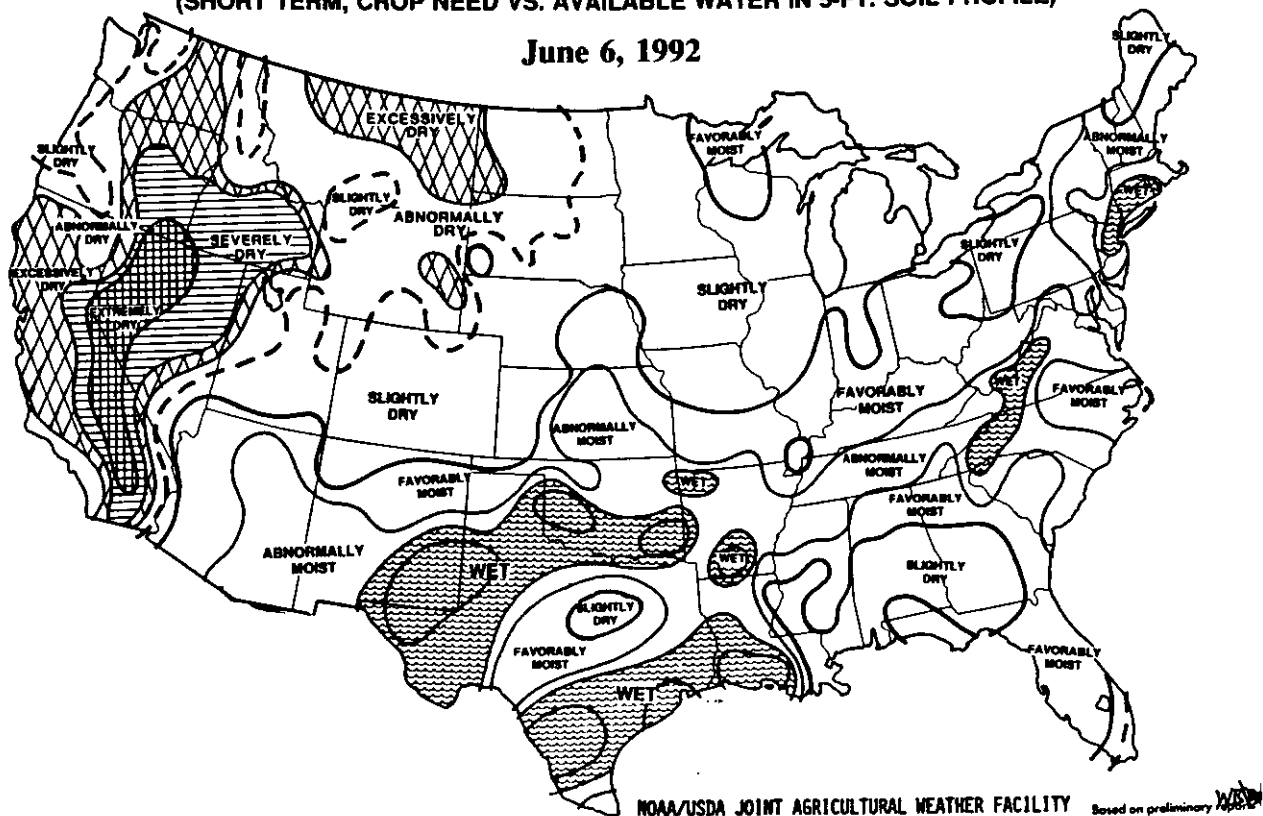 (SHORT TERM, CROP NEED VS. AVAILABLE WATER IN 5-FT. SOIL PROFILE)
June 6, 1992
SLIGHTLY
DRY
EXCESSIVELY
DRY
FAVORABLY
MOIST
ABNORMALLY
MOIST
SLIGHTLY
DRY
WET
SLIGHTLY
DRY
ABNORMALLY
DRY
ABNORMALLY
DRY
SEVERELY
DRY
SLIGHTLY
DRY
EXCESSIVELY
DRY
SLIGHTLY
DRY
EXTREMELY
DRY
WET
FAVORABLY
MOIST
FAVORABLY
MOIST
SLIGHTLY
DRY
ABNORMALLY
MOIST
ABNORMALLY
MOIST
FAVORABLY
MOIST
WET
FAVORABLY
MOIST
ABNORMALLY
MOIST
WET
WET
SLIGHTLY
DRY
SLIGHTLY
DRY
FAVORABLY
MOIST
FAVORABLY
MOIST
WET
NOAA/USDA JOINT AGRICULTURAL WEATHER FACILITY
Based on preliminary reports